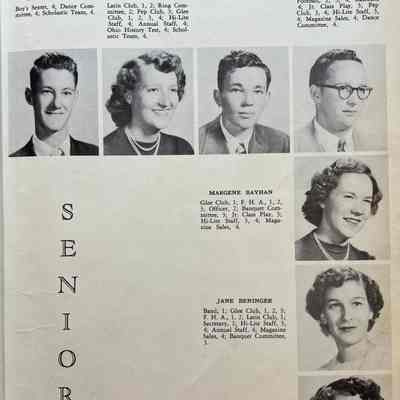 Boy's Sextet, 4; Dance Com-
mittee, 4; Scholastic Team, 4.
Latin Club, 1, 2; Ring Com-
mittee, 2; Pep Club, 3; Glee
Club, 1, 2, 3, 4; Hi-Lite
Staff, 4; Annual Staff, 4;
Ohio History Test, 4; Schol-
astic Team, 4.
4; Jr. Class Play, 3; Pep
Club, 3, 4; Hi-Lite Staff, 3,
4; Magazine Sales, 4; Dance
Committee, 4.
MARGENE BAYHAN
Glee Club, 1; F. H. A., 1, 2,
3; Officer, 2; Banquet Com-
mittee, 3; Jr. Class Play, 3;
Hi-Lite Staff, 3, 4; Maga-
zine Sales, 4.
JANE BENINGER
Band, 1; Glee Club, 1, 2, 3;
F. H. A., 1, 2; Latin Club, 1;
Secretary, 2; Hi-Lite Staff, 3,
4; Annual Staff, 4; Magazine
Sales, 4; Banquet Committee,
3.
S
E
N
I
O
R